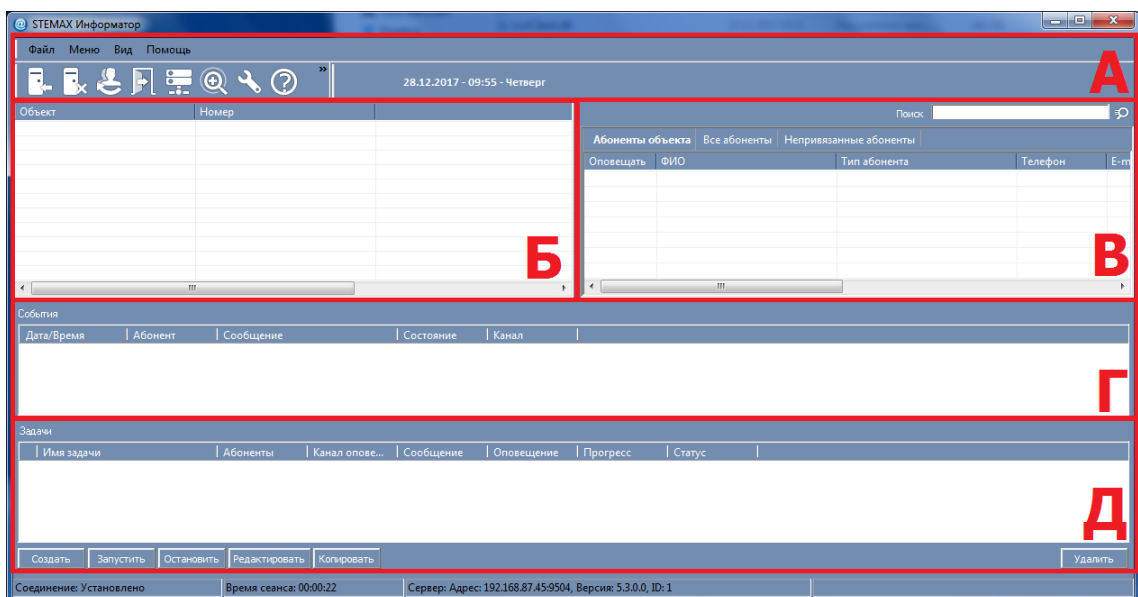 STEMAX Информатор
Файл Меню Вид Помощь
28.12.2017 - 09:55 - Четверг
А
Объект Номер
Б
Поиск
Абоненты объекта Все абоненты Непривязанные абоненты
Оповещать ФИО Тип абонента Телефон E-m
В
События
Дата/Время Абонент Сообщение Состояние Канал
Г
Задачи
Имя задачи Абоненты Канал опове... Сообщение Оповещение Прогресс Статус
Д
Создать Запустить Остановить Редактировать Копировать Удалить
Соединение: Установлено Время сеанса: 00:00:22 Сервер: Адрес: 192.168.87.45:9504, Версия: 5.3.0.0, ID: 1